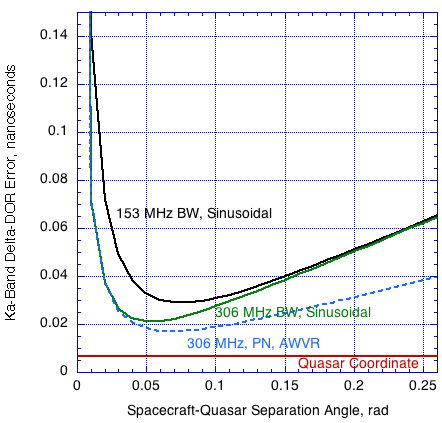 Ka-Band Delta-DOR Error, nanoseconds
0.14
0.12
0.1
0.08
0.06
0.04
0.02
0
153 MHz BW, Sinusoidal
306 MHz BW, Sinusoidal
306 MHz, PN, AWVR
Quasar Coordinate
0 0.05 0.1 0.15 0.2 0.25
Spacecraft-Quasar Separation Angle, rad